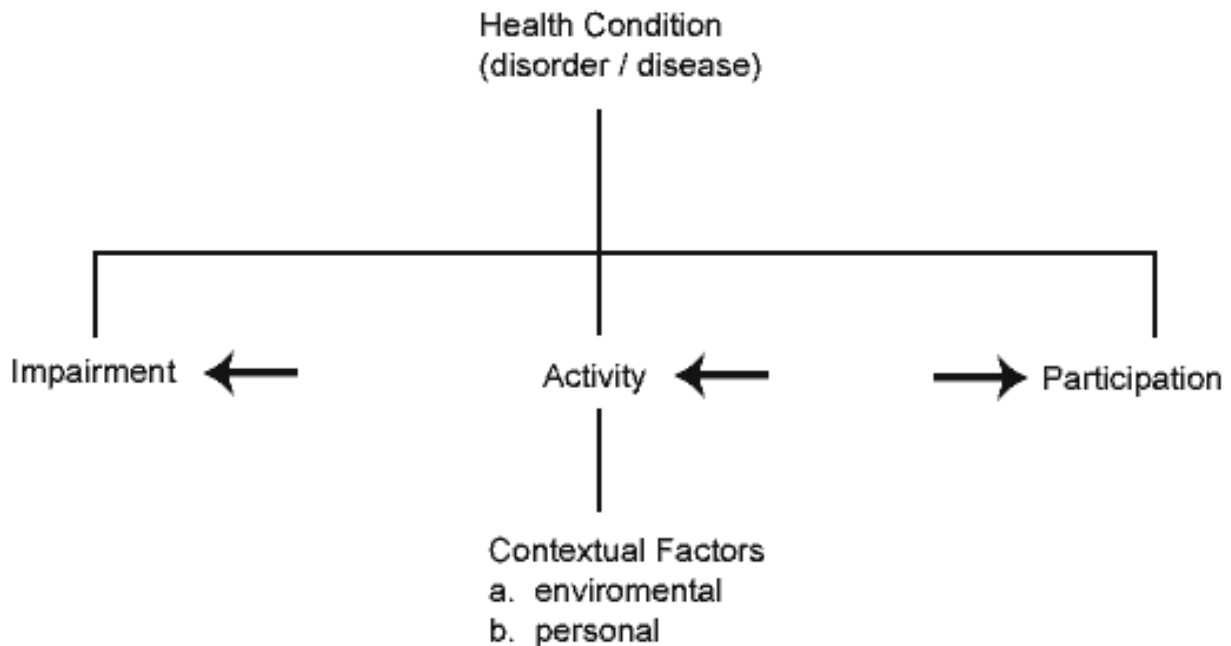 Health Condition
(disorder / disease)
Impairment
Activity
Participation
Contextual Factors
a. enviromental
b. personal